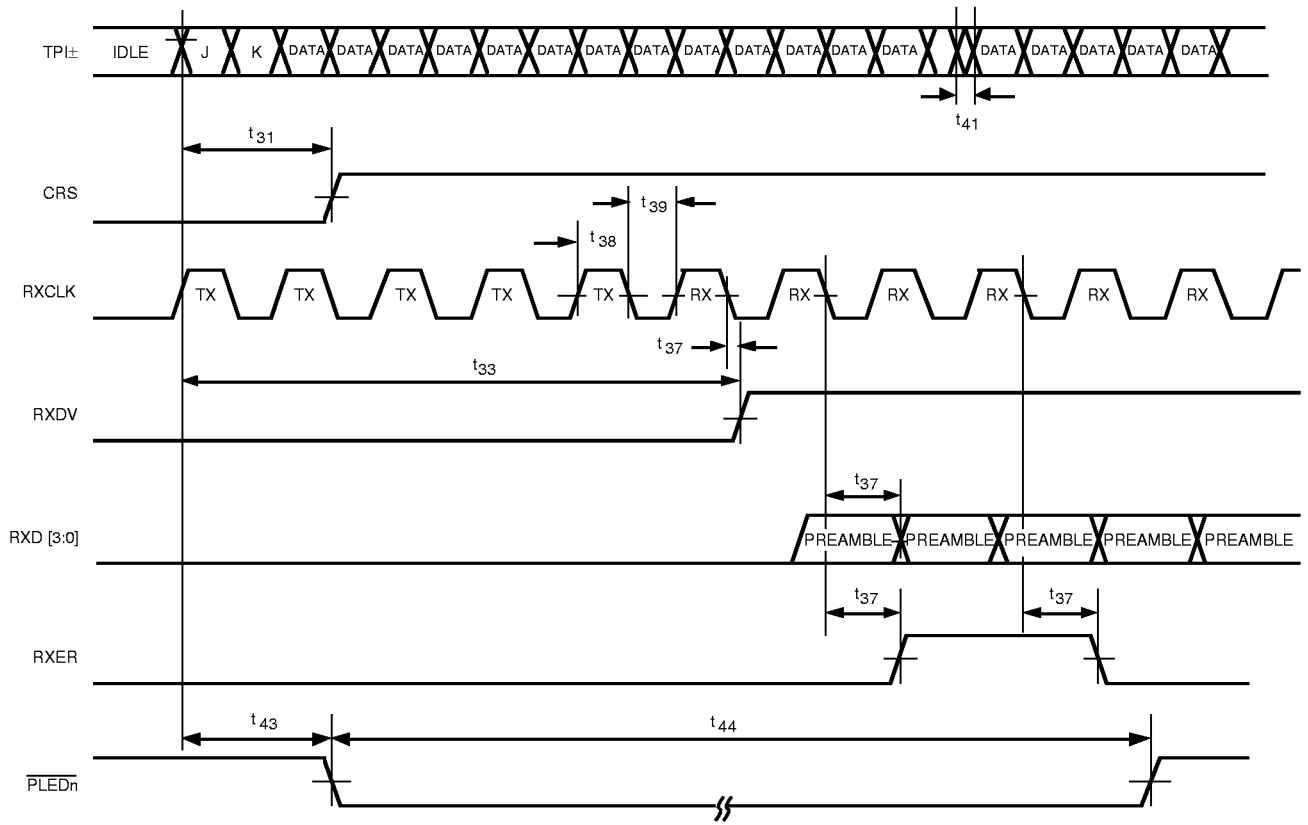 TPI± IDLE J K DATA DATA DATA DATA DATA DATA DATA DATA DATA DATA DATA DATA DATA DATA DATA DATA DATA DATA
t41
t31
CRS
t39
t38
RXCLK TX TX TX TX TX RX RX RX RX RX RX
t37
t33
RXDV
t37
RXD [3:0] PREAMBLE PREAMBLE PREAMBLE PREAMBLE PREAMBLE
t37 t37
RXER
t43 t44
PLEDn